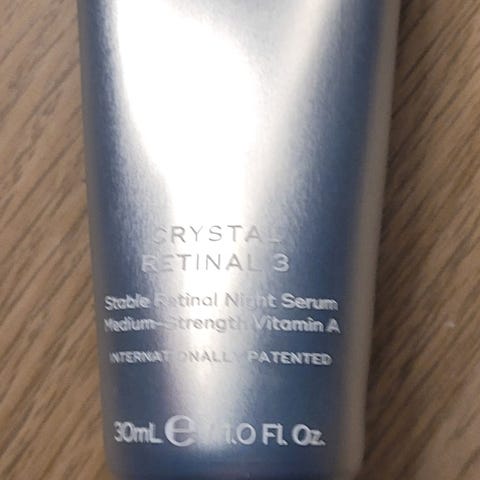 CRYSTAL
RETINAL 3
Stable Retinal Night Serum
Medium-Strength Vitamin A
INTERNATIONALLY PATENTED
30mL ℮ / 1.0 Fl. Oz.